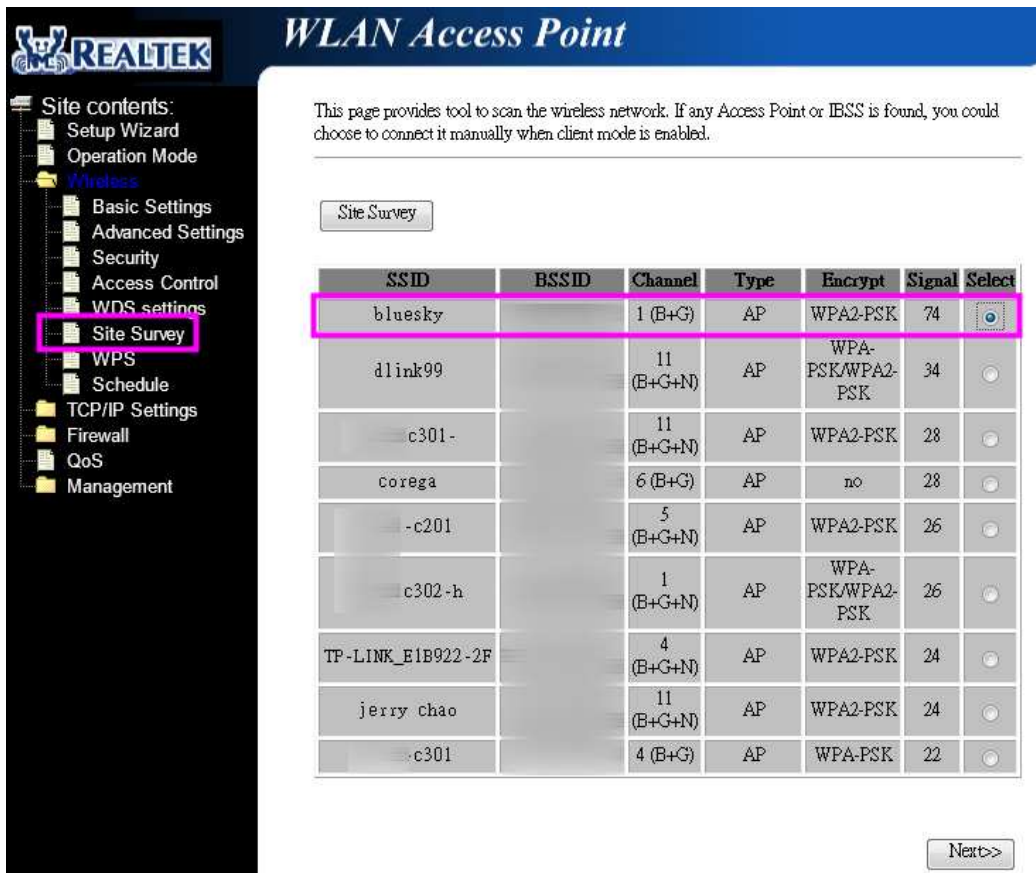 REALTEK
WLAN Access Point
Site contents:
Setup Wizard
Operation Mode
Wireless
Basic Settings
Advanced Settings
Security
Access Control
WDS settings
Site Survey
WPS
Schedule
TCP/IP Settings
Firewall
QoS
Management
This page provides tool to scan the wireless network. If any Access Point or IBSS is found, you could
choose to connect it manually when client mode is enabled.
Site Survey
SSID BSSID Channel Type Encrypt Signal Select
bluesky 1 (B+G) AP WPA2-PSK 74
dlink99 11 (B+G+N) AP WPA-PSK/WPA2-PSK 34
c301- 11 (B+G+N) AP WPA2-PSK 28
corega 6 (B+G) AP no 28
-c201 5 (B+G+N) AP WPA2-PSK 26
c302-h 1 (B+G+N) AP WPA-PSK/WPA2-PSK 26
TP-LINK_E1B922-2F 4 (B+G+N) AP WPA2-PSK 24
jerry chao 11 (B+G+N) AP WPA2-PSK 24
c301 4 (B+G) AP WPA-PSK 22
Next>>